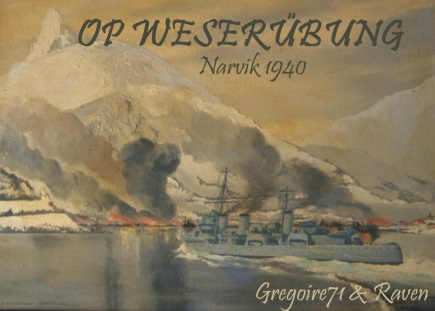 OP WESERÜBUNG
Narvik 1940
Gregoire71 & Raven